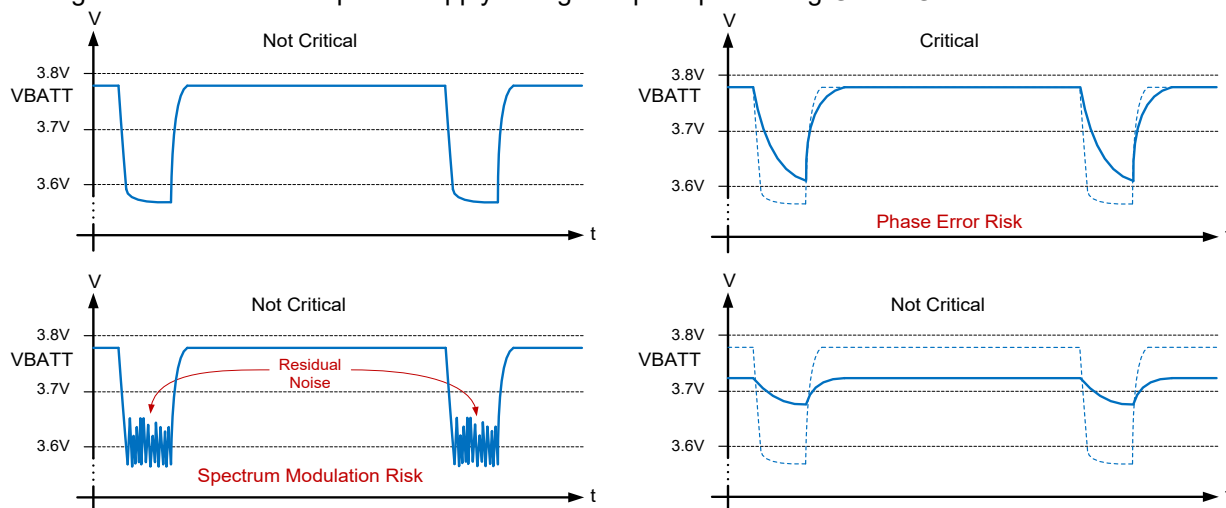 Not Critical
V
3.8V
VBATT
3.7V
3.6V
t
Critical
V
3.8V
VBATT
3.7V
3.6V
Phase Error Risk
Not Critical
V
3.8V
VBATT
3.7V
3.6V
Residual
Noise
Spectrum Modulation Risk
t
Not Critical
V
3.8V
VBATT
3.7V
3.6V